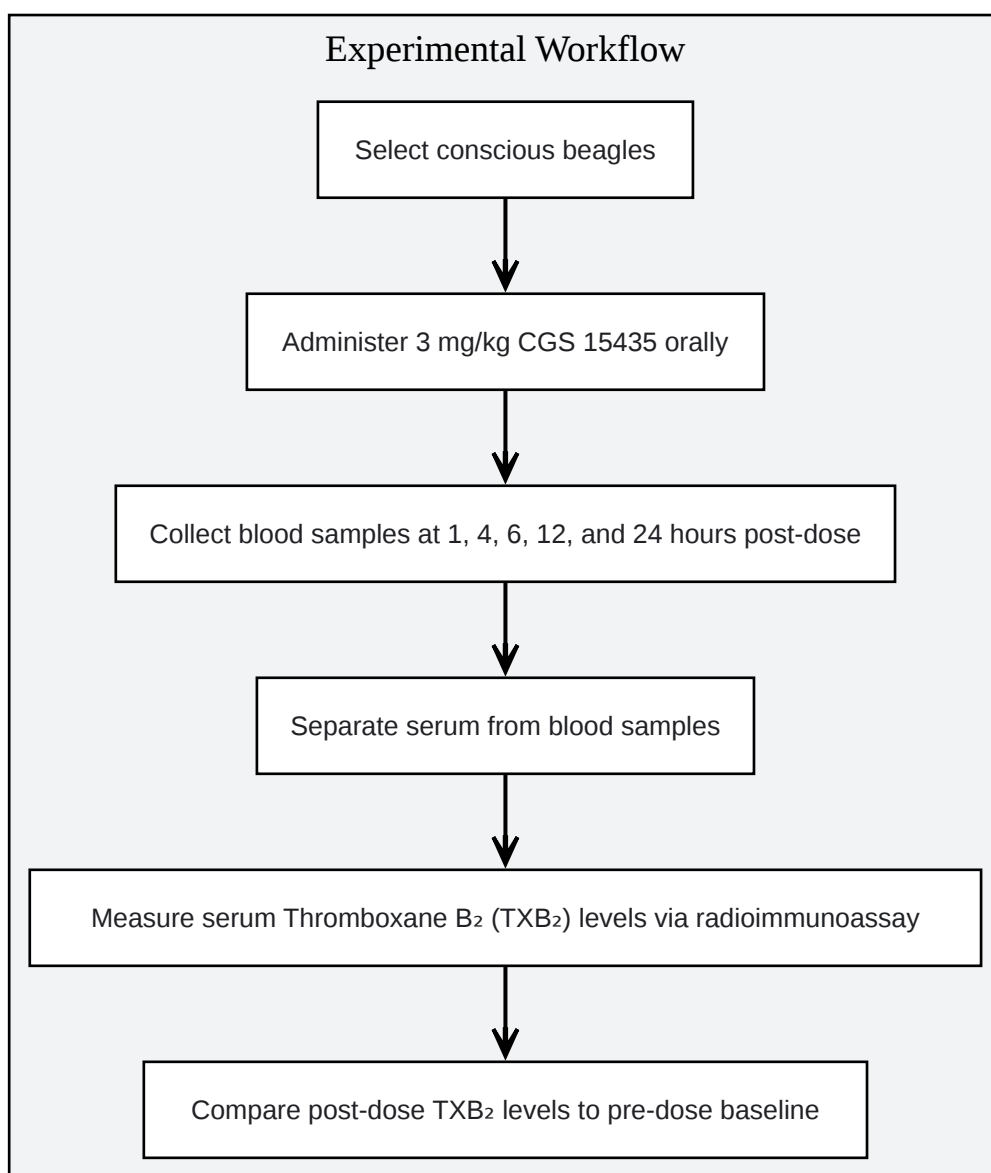 Experimental Workflow
Select conscious beagles
Administer 3 mg/kg CGS 15435 orally
Collect blood samples at 1, 4, 6, 12, and 24 hours post-dose
Separate serum from blood samples
Measure serum Thromboxane B₂ (TXB₂) levels via radioimmunoassay
Compare post-dose TXB₂ levels to pre-dose baseline